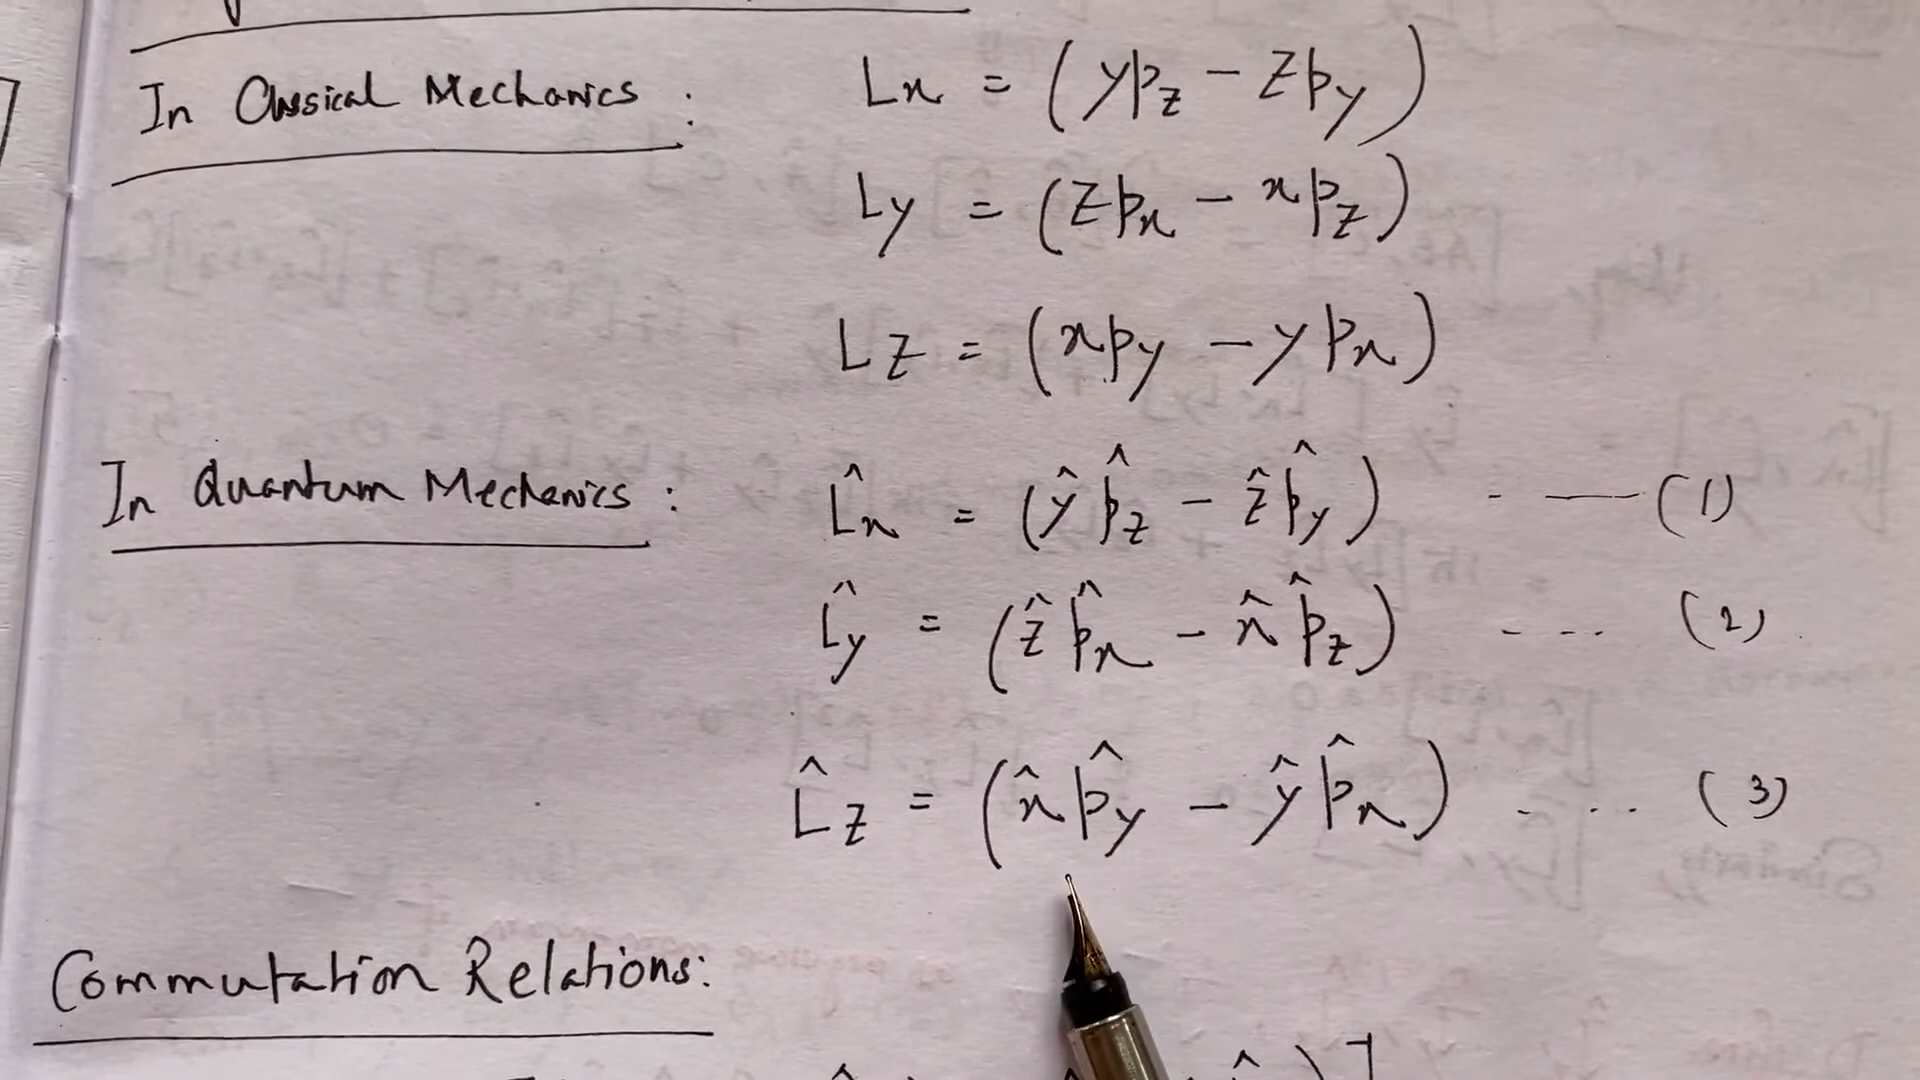 In Classical Mechanics : Lx = (ypz - zpy)
Ly = (zpx - xpz)
Lz = (xpy - ypx)
In Quantum Mechanics : L̂x = (ŷp̂z - ẑp̂y) - — (1)
L̂y = (ẑp̂x - x̂p̂z) - ... (2)
L̂z = (x̂p̂y - ŷp̂x) ..... (3)
Commutation Relations: